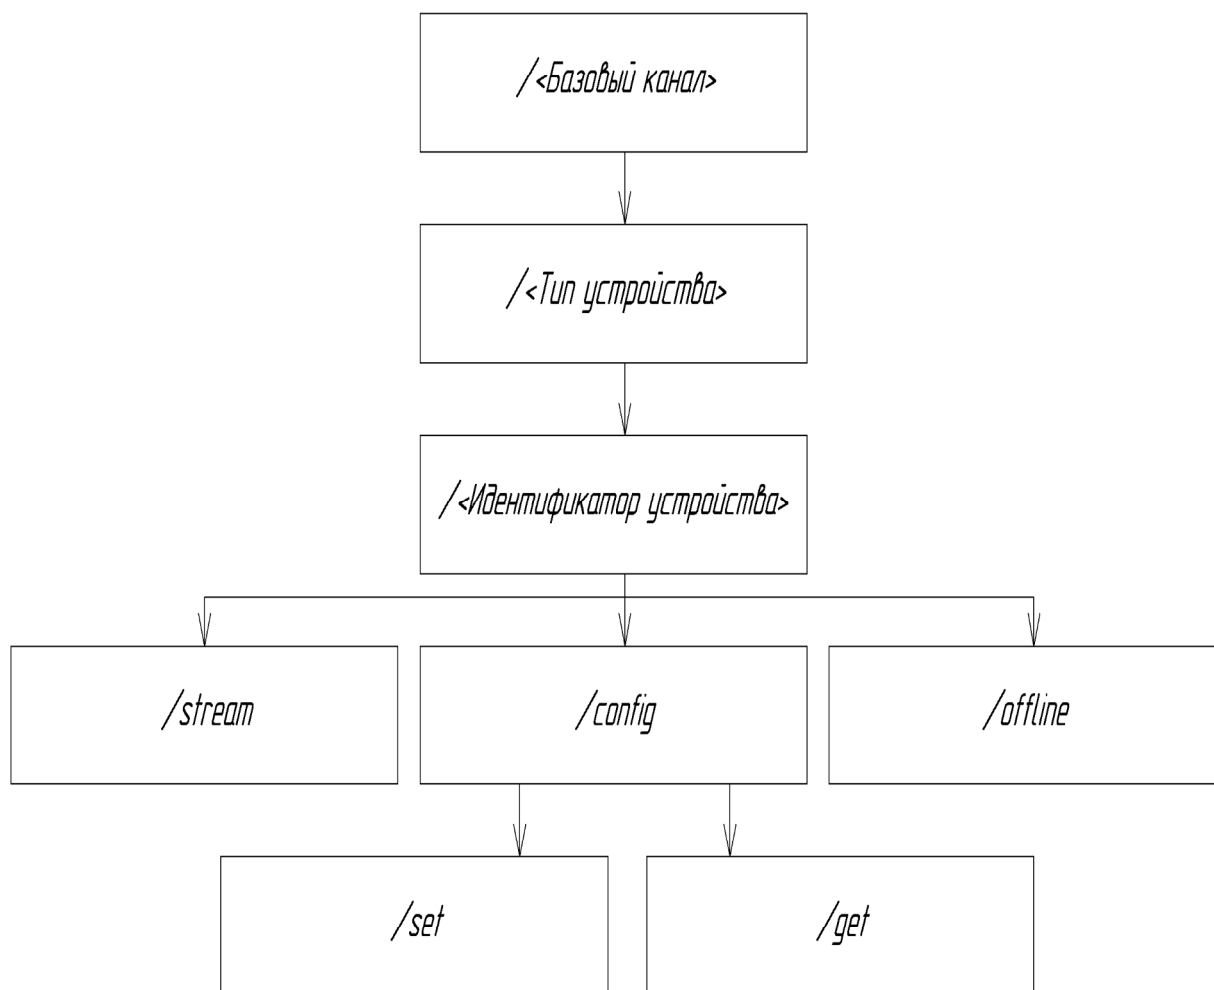 /<Базовый канал>
/<Тип устройства>
/<Идентификатор устройства>
/stream
/config
/offline
/set
/get